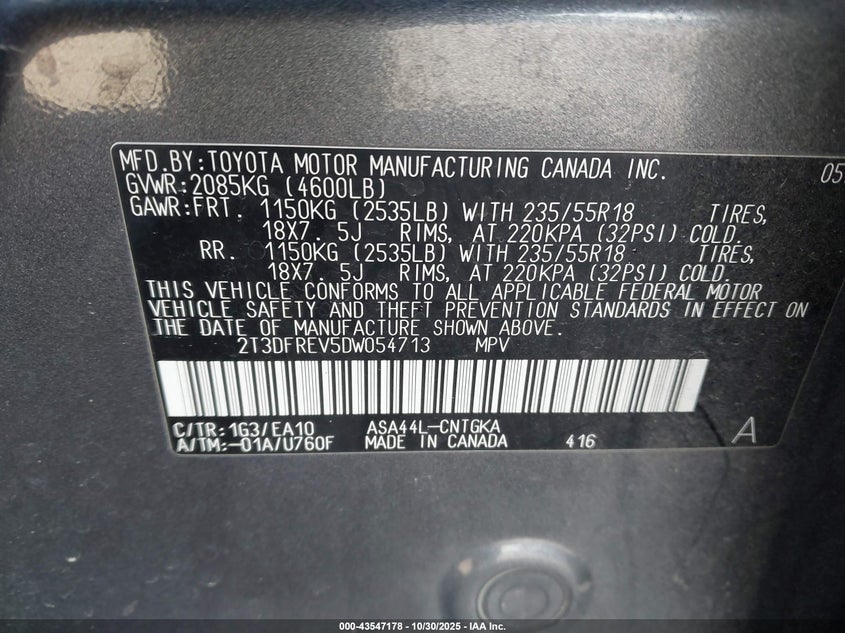 MFD.BY:TOYOTA MOTOR MANUFACTURING CANADA INC. 05
GVWR:2085KG (4600LB)
GAWR:FRT. 1150KG (2535LB) WITH 235/55R18 TIRES,
18X7.5J RIMS, AT 220KPA (32PSI) COLD.
RR. 1150KG (2535LB) WITH 235/55R18 TIRES,
18X7.5J RIMS, AT 220KPA (32PSI) COLD.
THIS VEHICLE CONFORMS TO ALL APPLICABLE FEDERAL MOTOR
VEHICLE SAFETY AND THEFT PREVENTION STANDARDS IN EFFECT ON
THE DATE OF MANUFACTURE SHOWN ABOVE.
2T3DFREV5DW054713 MPV
C/TR:1G3/EA10 ASA44L-CNTGKA
A/TM:-01A/U760F MADE IN CANADA 416 A
000-43547178 - 10/30/2025 - IAA Inc.